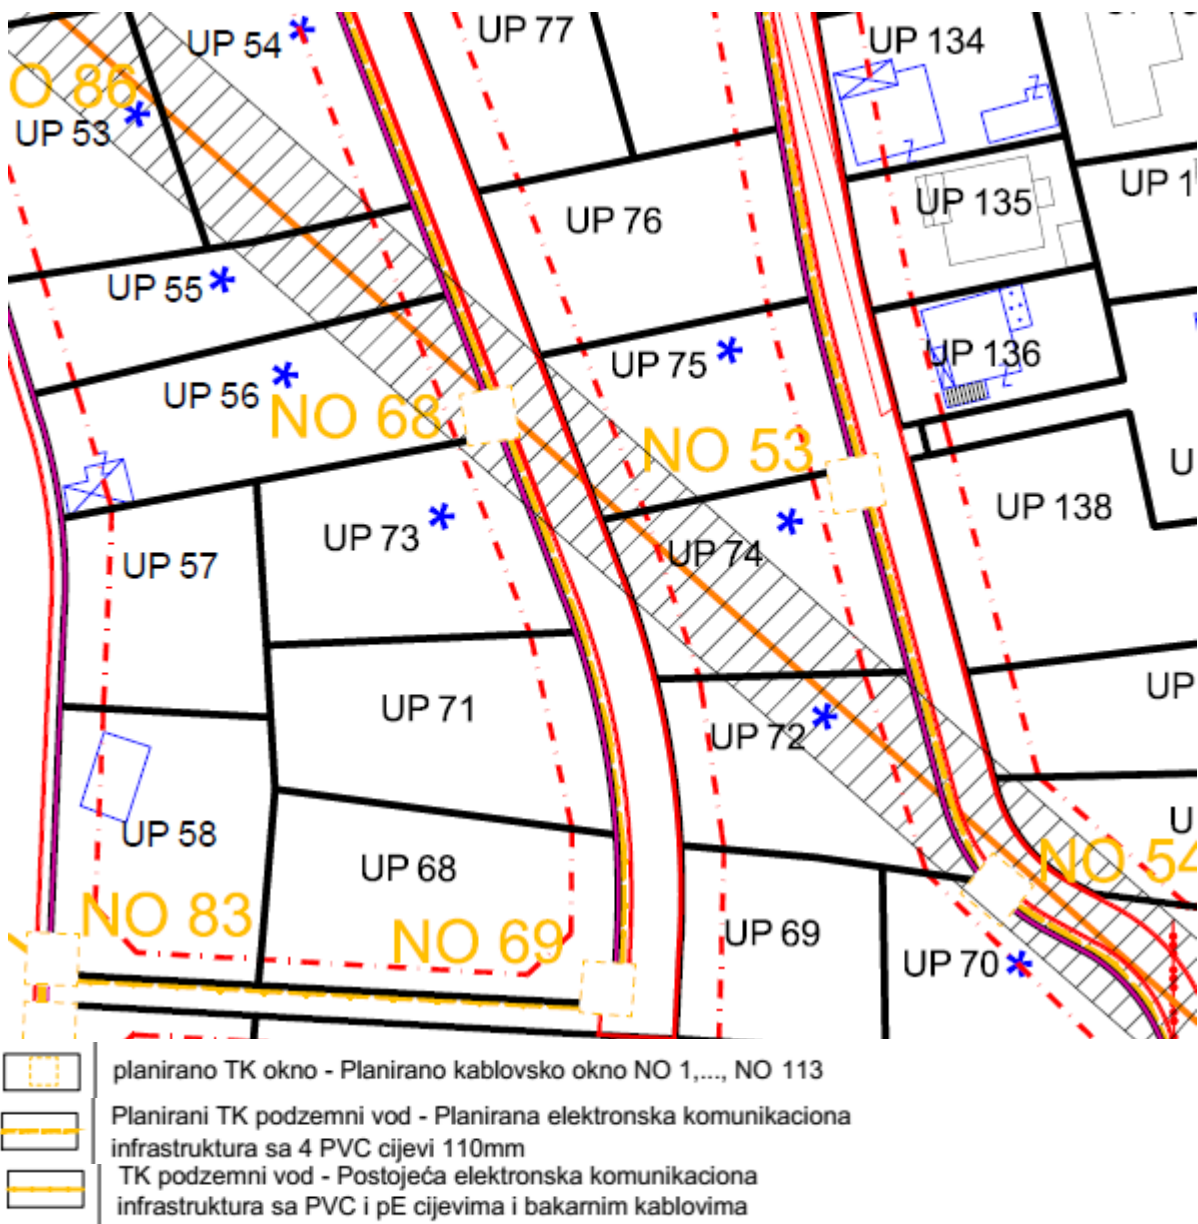 UP 54
UP 77
UP 134
O 86
UP 53
UP 135
UP 1
UP 76
UP 55
UP 56
UP 75
UP 136
NO 68
NO 53
U
UP 138
UP 73
UP 74
UP 57
UP
UP 71
UP 72
U
UP 58
UP 68
NO 54
NO 83
NO 69
UP 69
UP 70
planirano TK okno - Planirano kablovsko okno NO 1,..., NO 113
Planirani TK podzemni vod - Planirana elektronska komunikaciona
infrastruktura sa 4 PVC cijevi 110mm
TK podzemni vod - Postojeća elektronska komunikaciona
infrastruktura sa PVC i pE cijevima i bakarnim kablovima